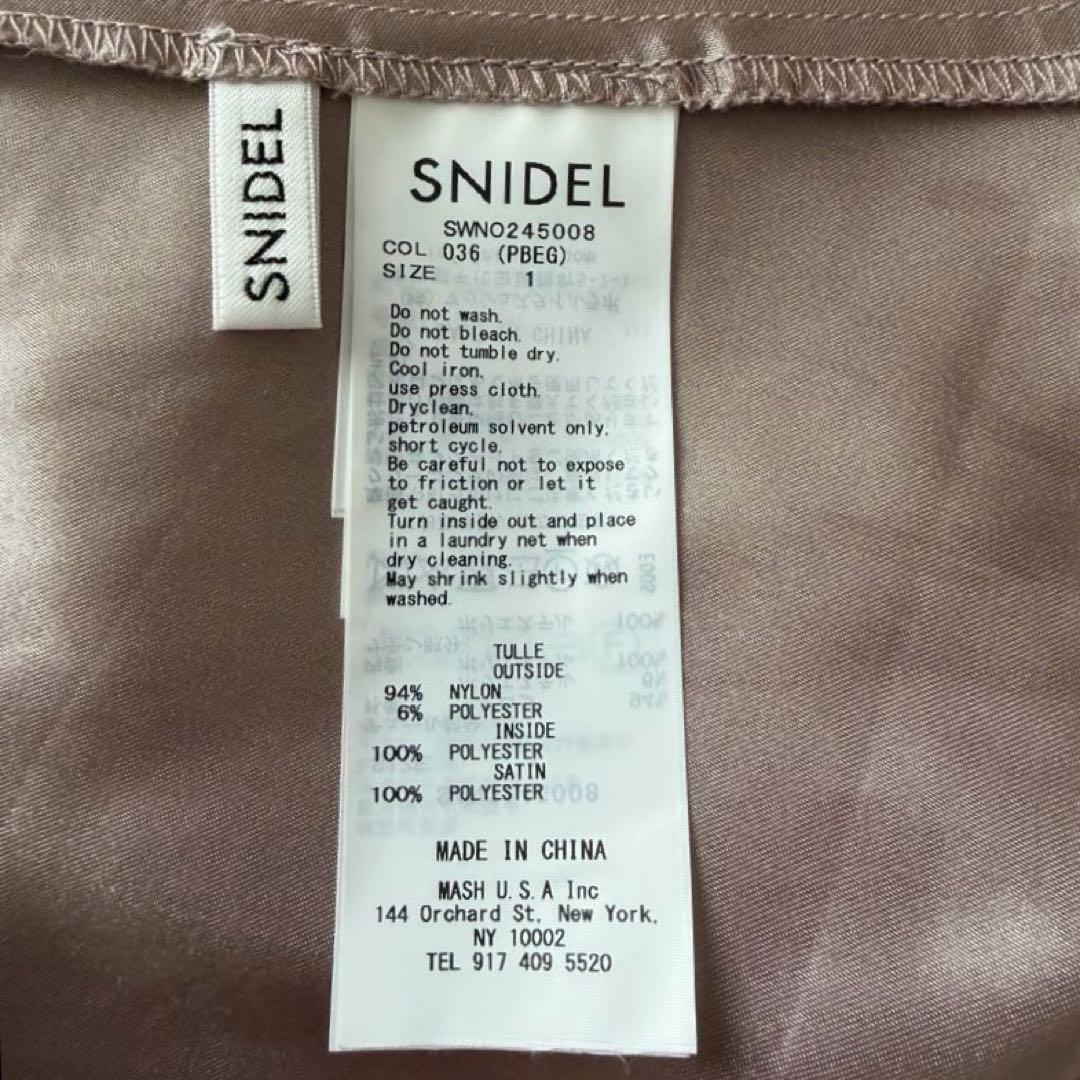 SNIDEL
SNIDEL
SWNO245008
COL 036 (PBEG)
SIZE 1
Do not wash.
Do not bleach.
Do not tumble dry.
Cool iron,
use press cloth.
Dryclean,
petroleum solvent only,
short cycle.
Be careful not to expose
to friction or let it
get caught.
Turn inside out and place
in a laundry net when
dry cleaning.
May shrink slightly when
washed.
TULLE
OUTSIDE
94% NYLON
6% POLYESTER
INSIDE
100% POLYESTER
SATIN
100% POLYESTER
MADE IN CHINA
MASH U.S.A Inc
144 Orchard St, New York,
NY 10002
TEL 917 409 5520